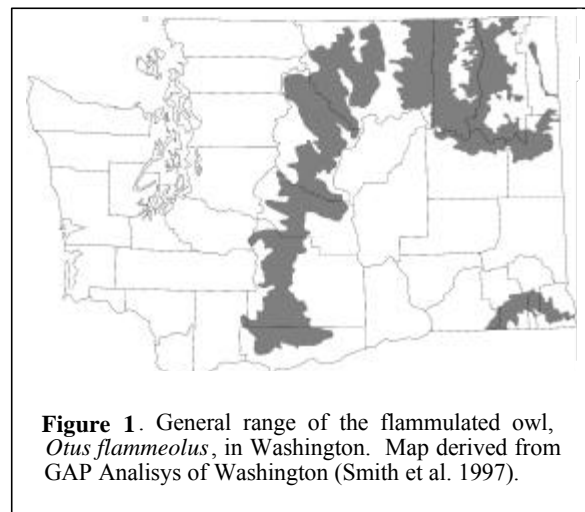 Figure 1. General range of the flammulated owl,
Otus flammeolus, in Washington. Map derived from
GAP Analisys of Washington (Smith et al. 1997).